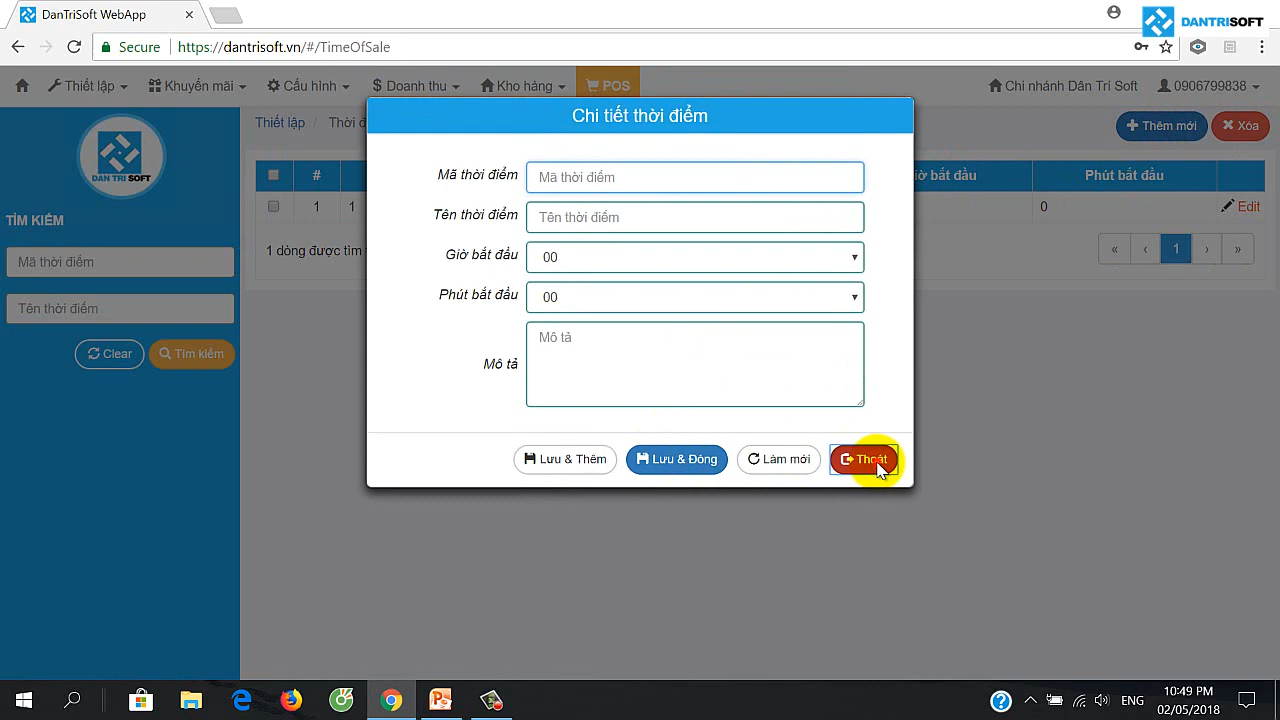 DanTriSoft WebApp
DANTRISOFT
Secure https://dantrisoft.vn/#/TimeOfSale
Thiết lập Khuyến mãi Cấu hình $ Doanh thu Kho hàng POS Chi nhánh Dân Trí Soft 0906799838
Chi tiết thời điểm
Thiết lập / Thời đ
Thêm mới Xóa
DAN TRI SOFT
TÌM KIẾM
Mã thời điểm
Tên thời điểm
Clear Tìm kiếm
# iờ bắt đầu Phút bắt đầu
1 1 0 Edit
1 dòng được tìm
« ‹ 1 › »
Mã thời điểm Mã thời điểm
Tên thời điểm Tên thời điểm
Giờ bắt đầu 00
Phút bắt đầu 00
Mô tả Mô tả
Lưu & Thêm Lưu & Đóng Làm mới Thoát
ENG
10:49 PM
02/05/2018